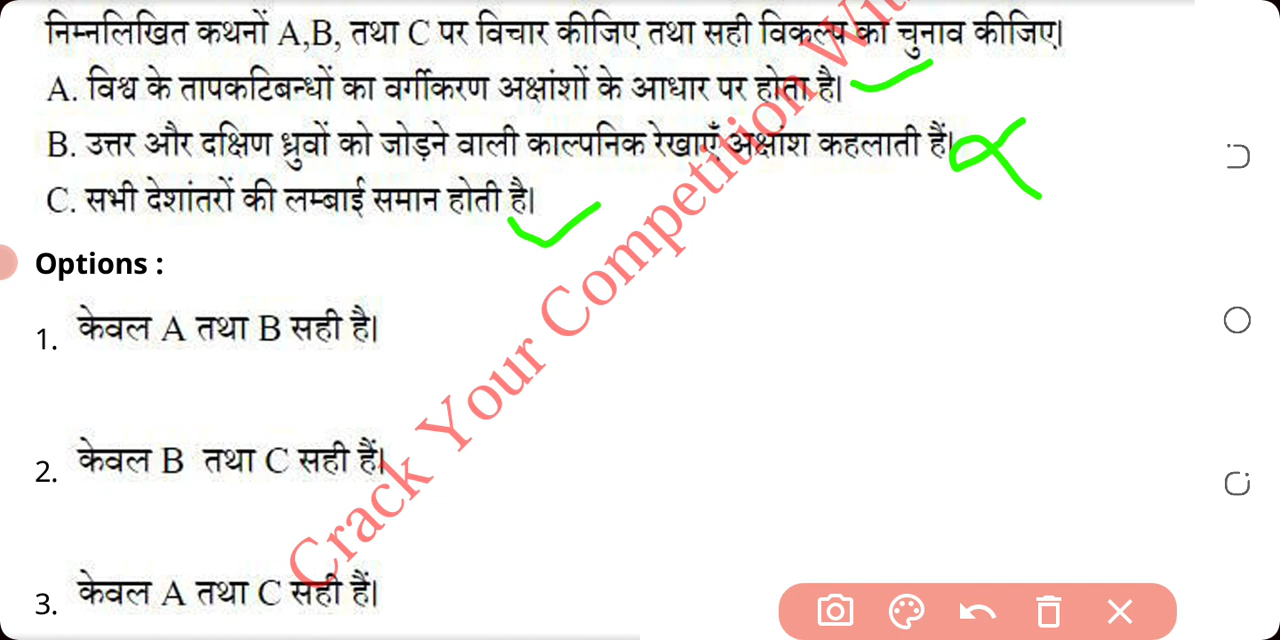 निम्नलिखित कथनों A,B, तथा C पर विचार कीजिए तथा सही विकल्प का चुनाव कीजिए।
A. विश्व के तापकटिबन्धों का वर्गीकरण अक्षांशों के आधार पर होता है।
B. उत्तर और दक्षिण ध्रुवों को जोड़ने वाली काल्पनिक रेखाएँ अक्षांश कहलाती हैं।
C. सभी देशांतरों की लम्बाई समान होती है।
Options :
1. केवल A तथा B सही है।
2. केवल B तथा C सही हैं।
3. केवल A तथा C सही हैं।
Crack Your Competition